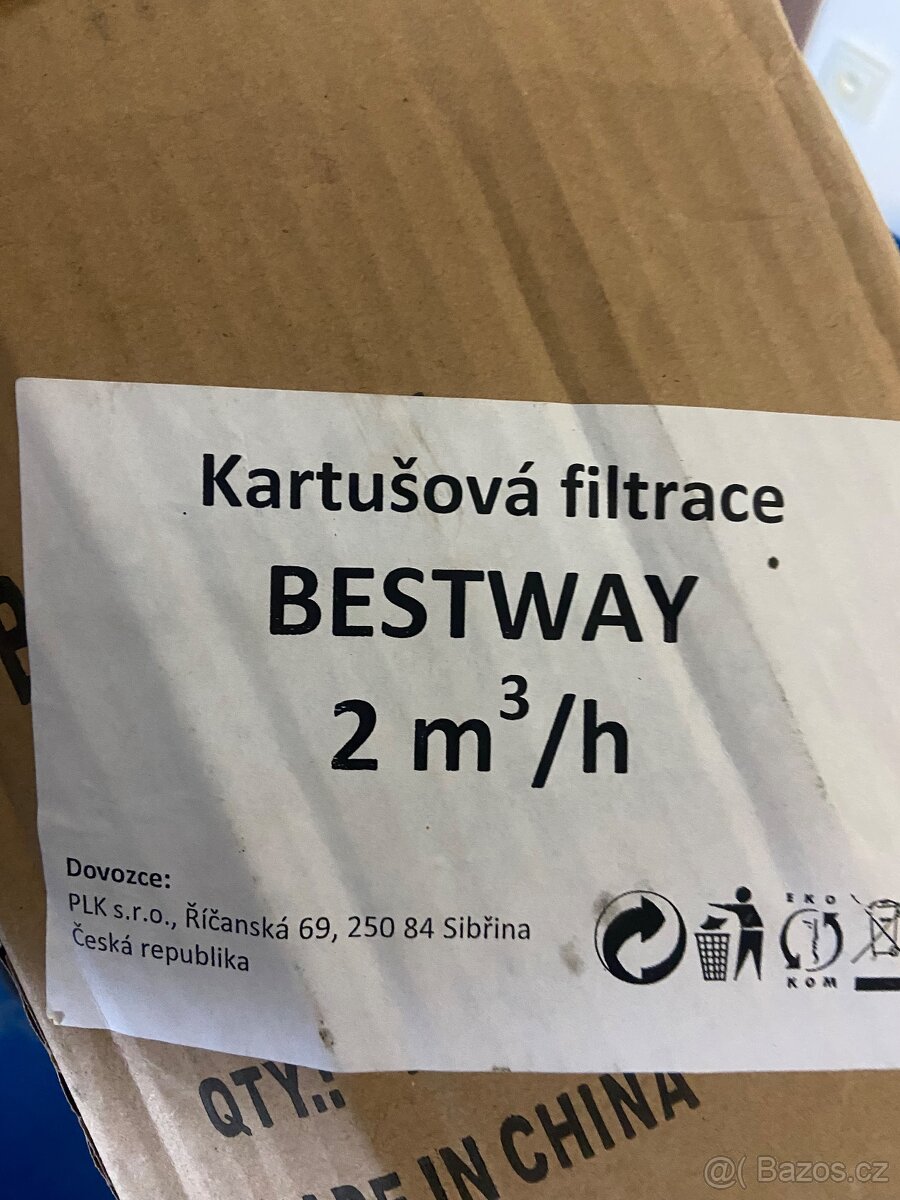 Kartušová filtrace
BESTWAY
2 m³/h
Dovozce:
PLK s.r.o., Říčanská 69, 250 84 Sibřina
Česká republika
EKO
KOM
QTY.:
MADE IN CHINA
@( Bazos.cz